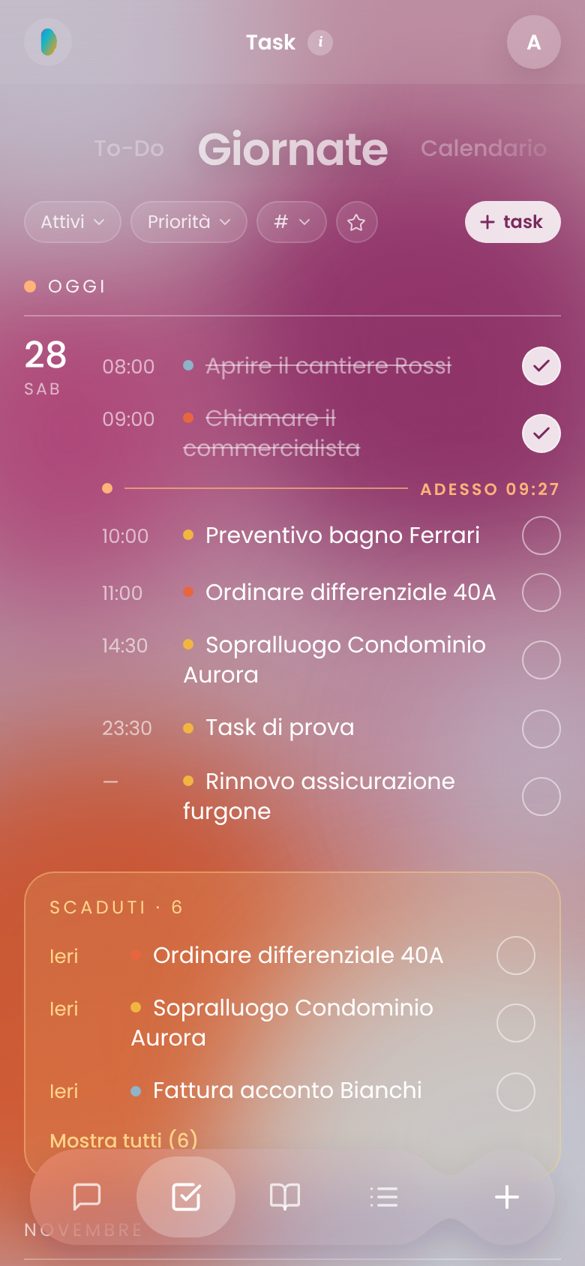 Task i
A
To-Do Giornate Calendario
Attivi Priorità # + task
OGGI
28
SAB
08:00 Aprire il cantiere Rossi
09:00 Chiamare il
commercialista
ADESSO 09:27
10:00 Preventivo bagno Ferrari
11:00 Ordinare differenziale 40A
14:30 Sopralluogo Condominio
Aurora
23:30 Task di prova
— Rinnovo assicurazione
furgone
SCADUTI · 6
Ieri Ordinare differenziale 40A
Ieri Sopralluogo Condominio
Aurora
Ieri Fattura acconto Bianchi
Mostra tutti (6)
NOVEMBRE